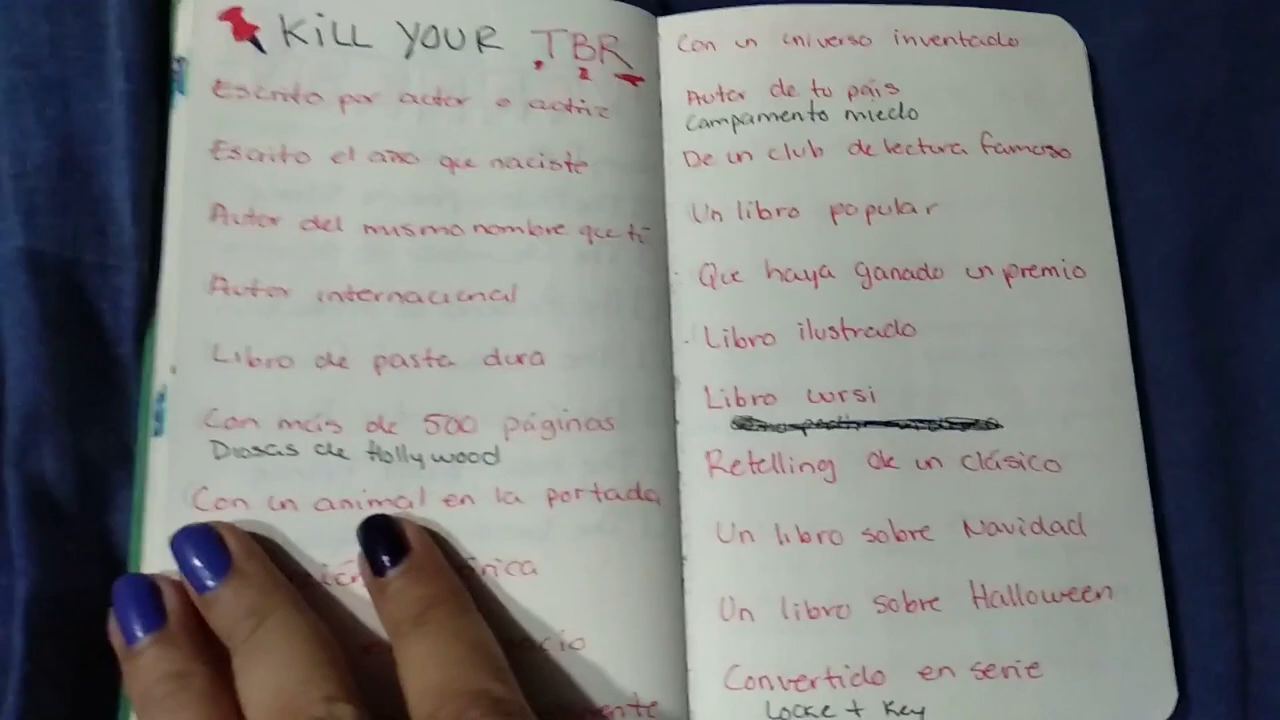 KILL YOUR TBR
Escrito por actor o actriz
Escrito el año que naciste
Autor del mismo nombre que tú
Autor internacional
Libro de pasta dura
Con más de 500 páginas
Diosas de Hollywood
Con un animal en la portada
Con un universo inventado
Autor de tu país
Campamento miedo
De un club de lectura famoso
Un libro popular
Que haya ganado un premio
Libro ilustrado
Libro cursi
Retelling de un clásico
Un libro sobre Navidad
Un libro sobre Halloween
Convertido en serie
Locke + Key